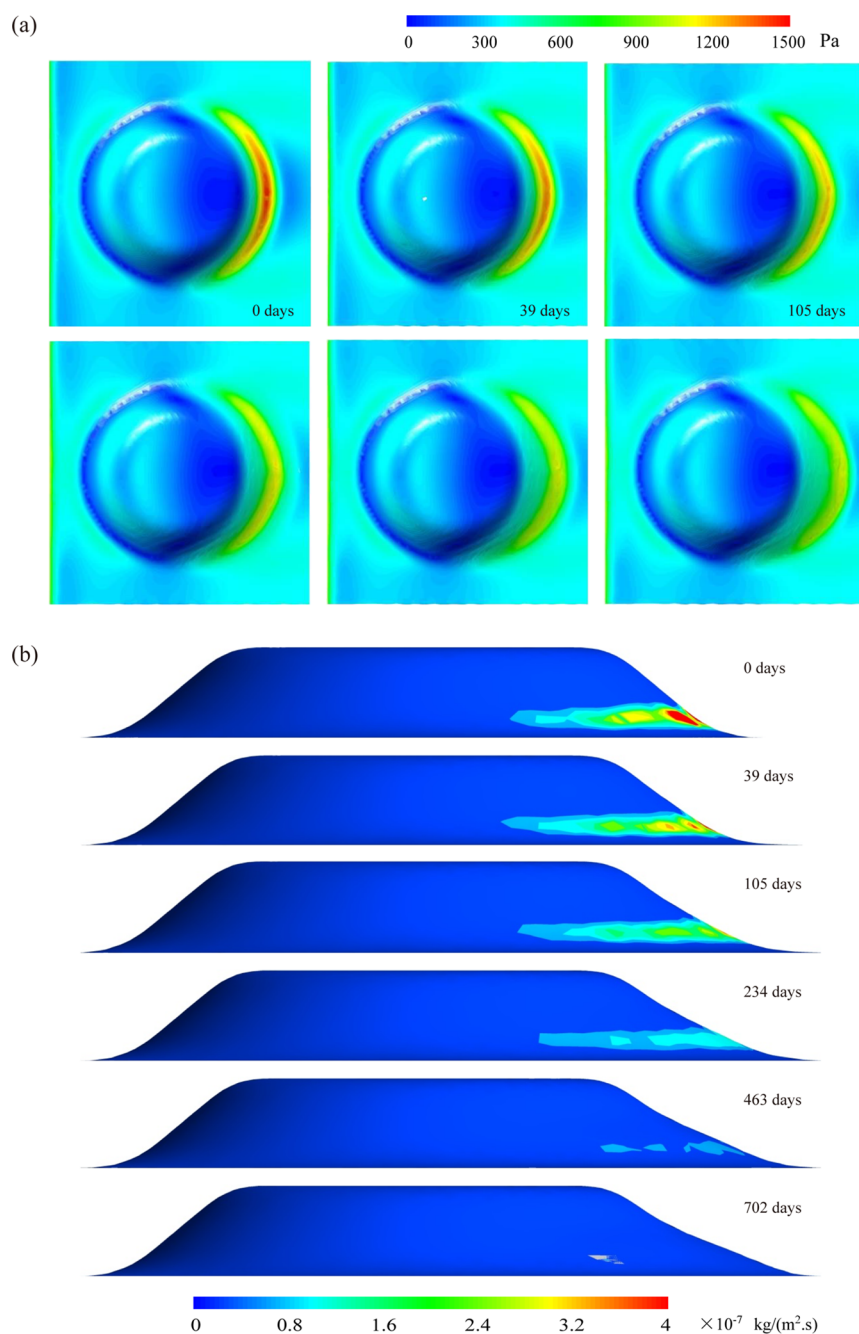 (a)
0 300 600 900 1200 1500 Pa
0 days 39 days 105 days
(b)
0 days
39 days
105 days
234 days
463 days
702 days
0 0.8 1.6 2.4 3.2 4 ×10⁻⁷ kg/(m².s)